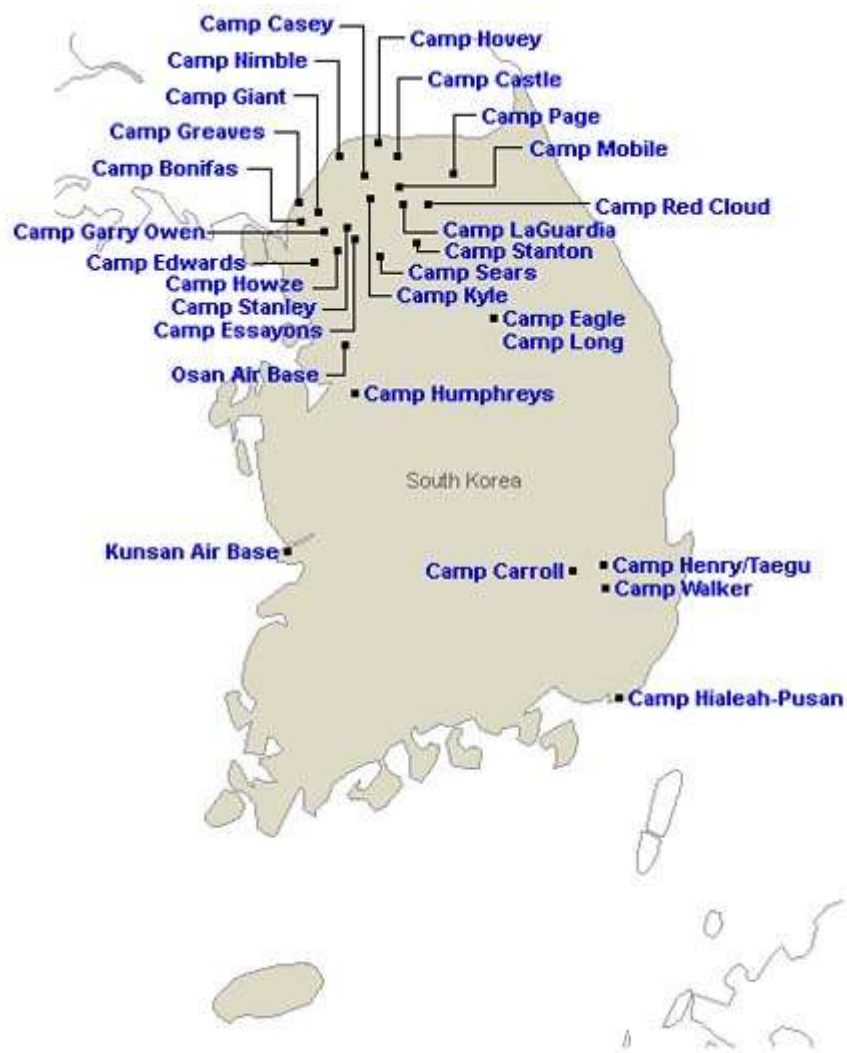 Camp Casey
Camp Hovey
Camp Nimble
Camp Castle
Camp Giant
Camp Page
Camp Greaves
Camp Mobile
Camp Bonifas
Camp Red Cloud
Camp Garry Owen
Camp LaGuardia
Camp Stanton
Camp Edwards
Camp Sears
Camp Howze
Camp Kyle
Camp Stanley
Camp Eagle
Camp Essayons
Camp Long
Osan Air Base
Camp Humphreys
South Korea
Kunsan Air Base
Camp Henry/Taegu
Camp Carroll
Camp Walker
Camp Hialeah-Pusan